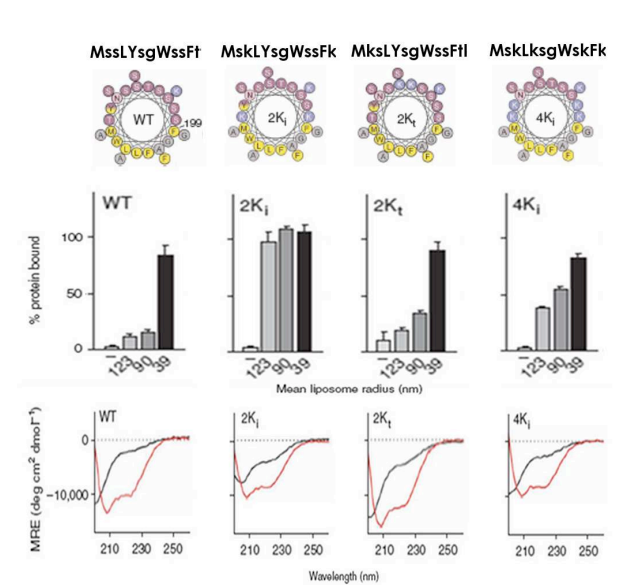 MssLYsgWssFt MskLYsgWssFk MksLYsgWssFtl MskLksgWskFk
WT 2Ki 2Kt 4Ki
199
WT 2Ki 2Kt 4Ki
% protein bound
100
50
0
– 123 90 39 – 123 90 39 – 123 90 39 – 123 90 39
Mean liposome radius (nm)
WT 2Ki 2Kt 4Ki
MRE (deg cm² dmol⁻¹)
0
−10,000
210 230 250 210 230 250 210 230 250 210 230 250
Wavelength (nm)